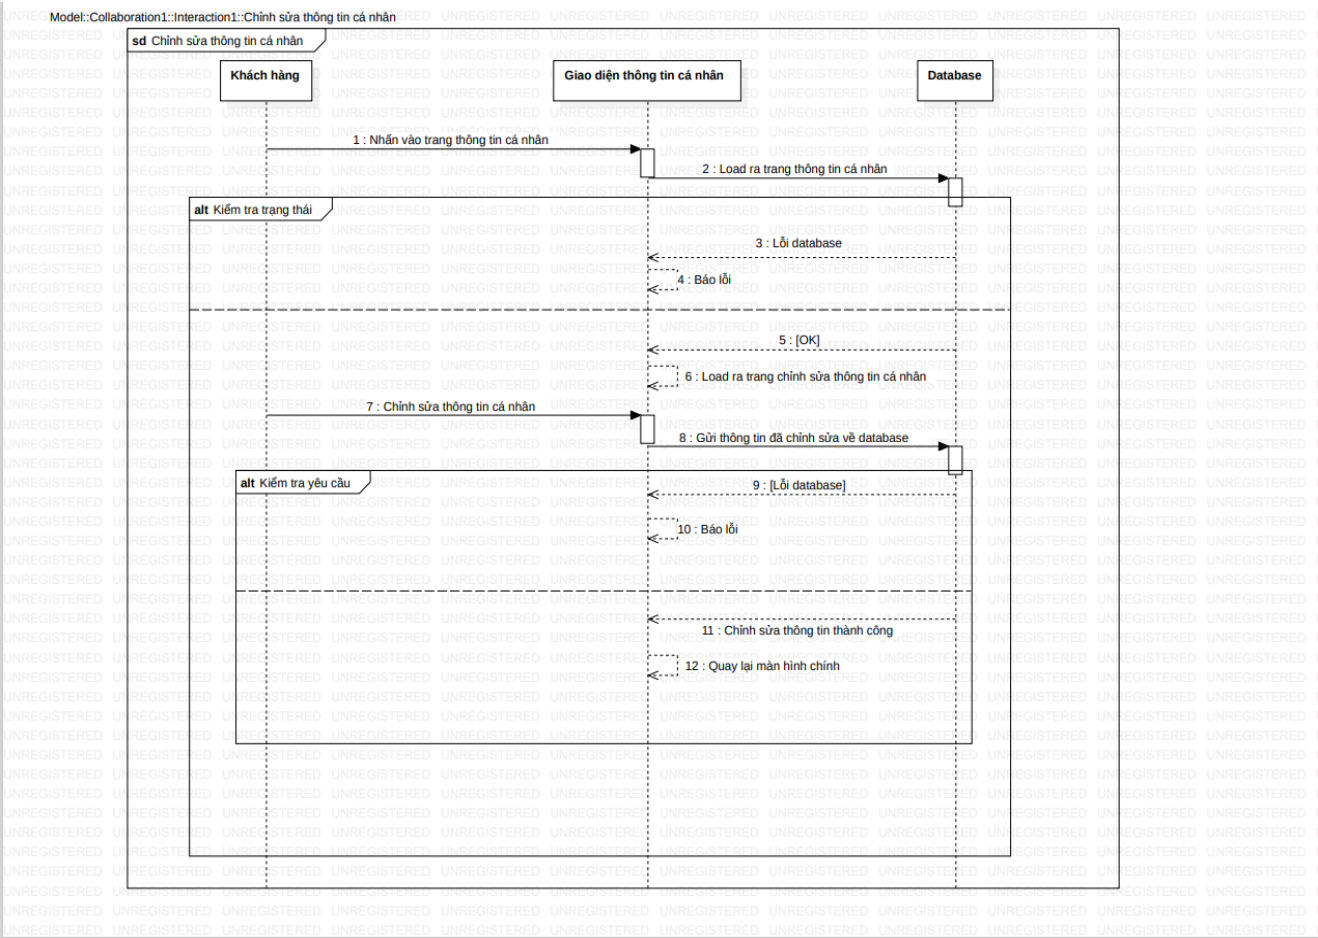 Model::Collaboration1::Interaction1::Chỉnh sửa thông tin cá nhân
sd Chỉnh sửa thông tin cá nhân
Khách hàng
Giao diện thông tin cá nhân
Database
1 : Nhấn vào trang thông tin cá nhân
2 : Load ra trang thông tin cá nhân
alt Kiểm tra trạng thái
3 : Lỗi database
4 : Báo lỗi
5 : [OK]
6 : Load ra trang chỉnh sửa thông tin cá nhân
7 : Chỉnh sửa thông tin cá nhân
8 : Gửi thông tin đã chỉnh sửa về database
alt Kiểm tra yêu cầu
9 : [Lỗi database]
10 : Báo lỗi
11 : Chỉnh sửa thông tin thành công
12 : Quay lại màn hình chính
UNREGISTERED